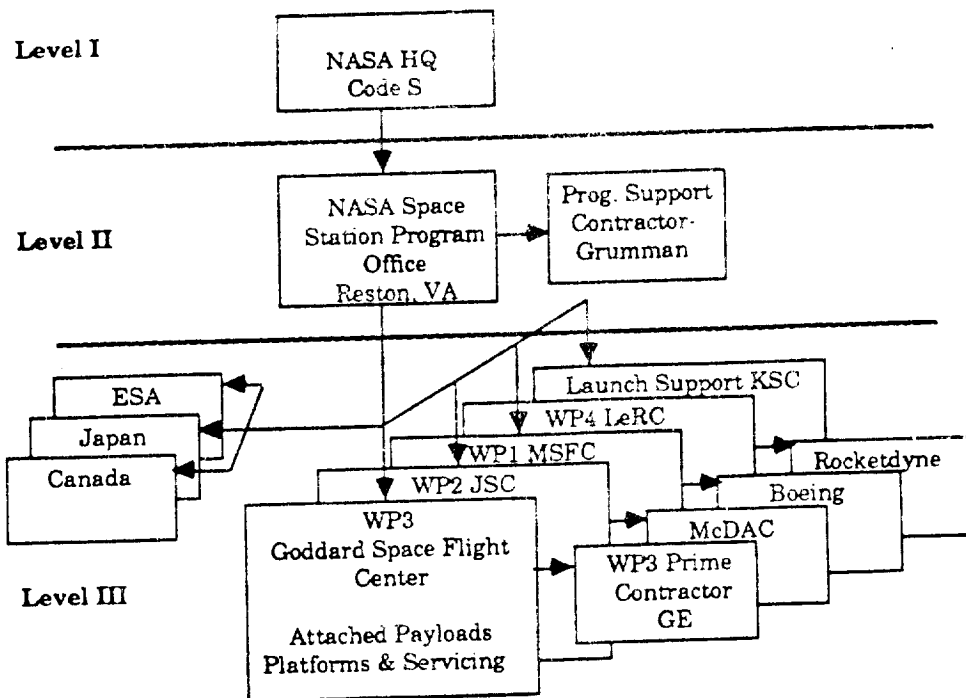 Level I
NASA HQ
Code S
Level II
NASA Space
Station Program
Office
Reston, VA
Prog. Support
Contractor-
Grumman
ESA
Japan
Canada
Launch Support KSC
WP4 LeRC
WP1 MSFC
WP2 JSC
WP3
Goddard Space Flight
Center
Attached Payloads
Platforms & Servicing
Rocketdyne
Boeing
McDAC
WP3 Prime
Contractor
GE
Level III